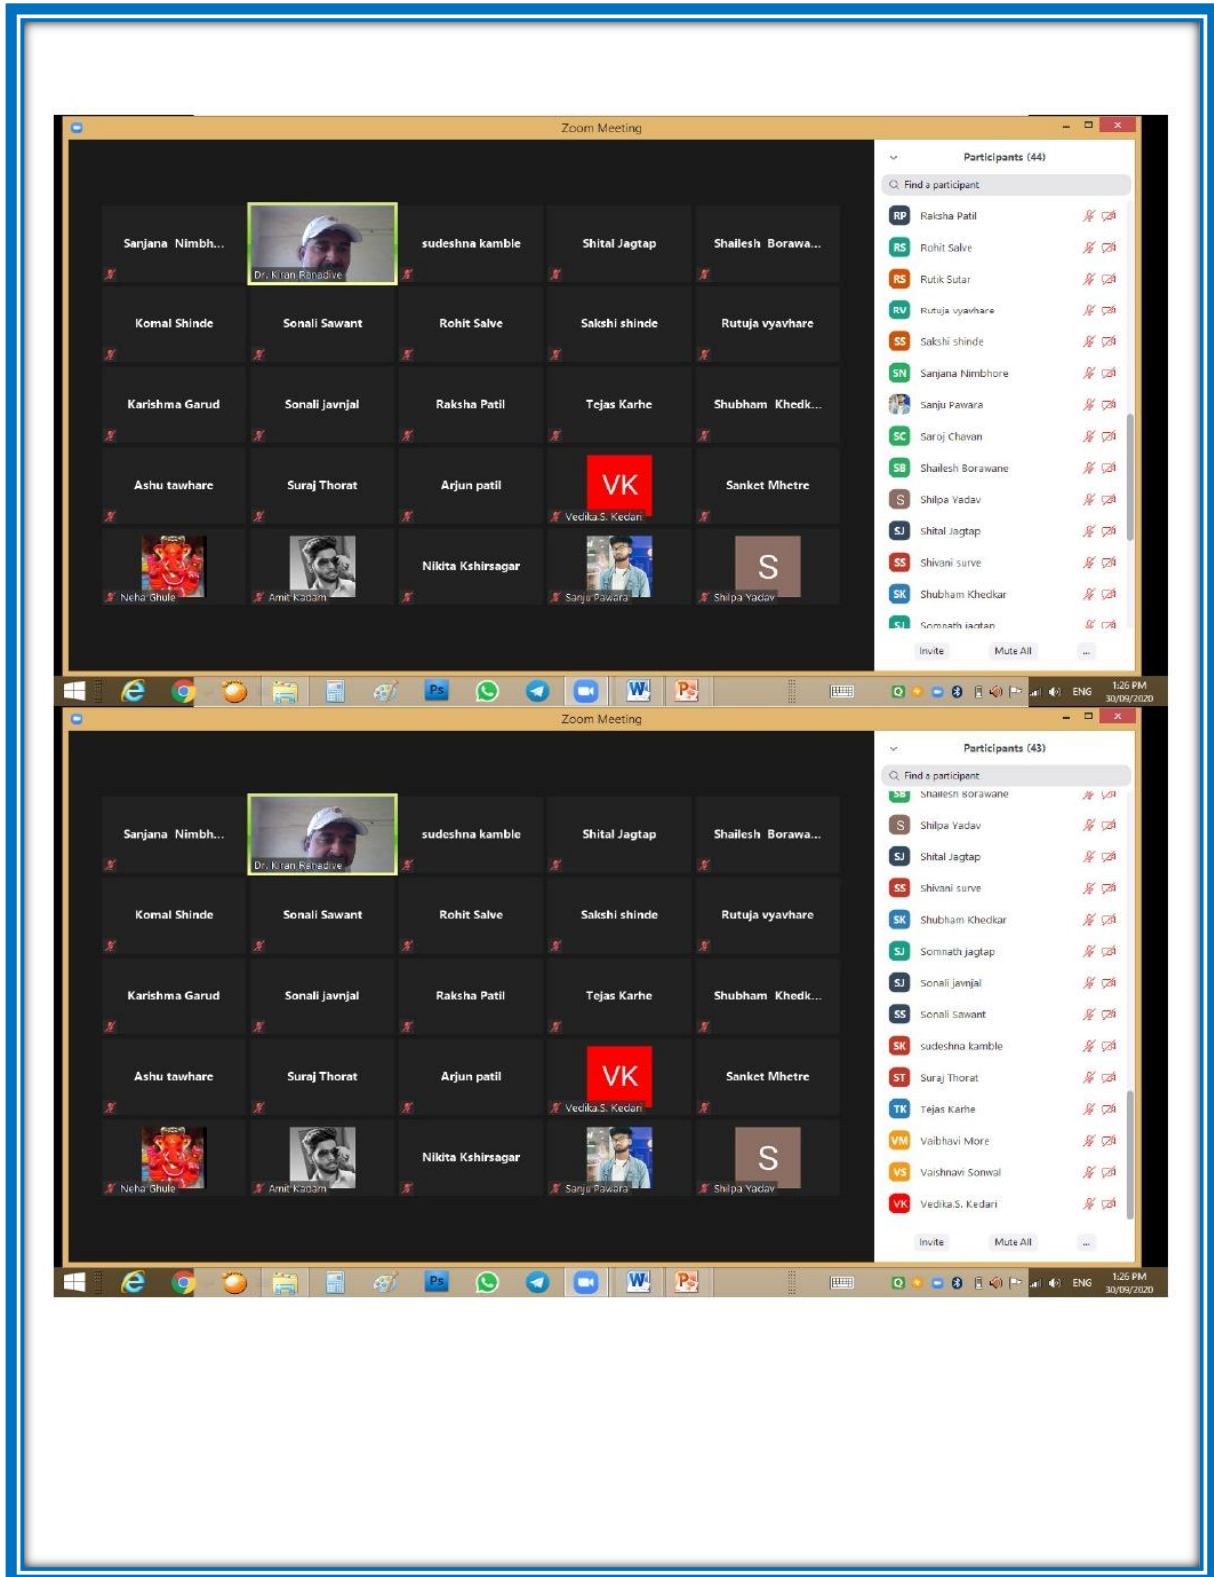 Zoom Meeting
Participants (44)
Find a participant
Sanjana Nimbh...
Dr. Kiran Ranadive
sudeshna kamble
Shital Jagtap
Shailesh Borawa...
Komal Shinde
Sonali Sawant
Rohit Salve
Sakshi shinde
Rutuja vyavhare
Karishma Garud
Sonali javnjal
Raksha Patil
Tejas Karhe
Shubham Khedk...
Ashu tawhare
Suraj Thorat
Arjun patil
VK
Vedika.S. Kedari
Sanket Mhetre
Neha Ghule
Amit Kadam
Nikita Kshirsagar
Sanju Pawara
S
Shilpa Yadav
RP Raksha Patil
RS Rohit Salve
RS Rutik Sutar
RV Rutuja vyavhare
SS Sakshi shinde
SN Sanjana Nimbhore
Sanju Pawara
SC Saroj Chavan
SB Shailesh Borawane
S Shilpa Yadav
SJ Shital Jagtap
SS Shivani surve
SK Shubham Khedkar
SJ Somnath jagtap
Invite Mute All ...
Ps
ENG
1:26 PM
30/09/2020
Zoom Meeting
Participants (43)
Find a participant
Sanjana Nimbh...
Dr. Kiran Ranadive
sudeshna kamble
Shital Jagtap
Shailesh Borawa...
Komal Shinde
Sonali Sawant
Rohit Salve
Sakshi shinde
Rutuja vyavhare
Karishma Garud
Sonali javnjal
Raksha Patil
Tejas Karhe
Shubham Khedk...
Ashu tawhare
Suraj Thorat
Arjun patil
VK
Vedika.S. Kedari
Sanket Mhetre
Neha Ghule
Amit Kadam
Nikita Kshirsagar
Sanju Pawara
S
Shilpa Yadav
SB Shailesh Borawane
S Shilpa Yadav
SJ Shital Jagtap
SS Shivani surve
SK Shubham Khedkar
SJ Somnath jagtap
SJ Sonali javnjal
SS Sonali Sawant
SK sudeshna kamble
ST Suraj Thorat
TK Tejas Karhe
VM Vaibhavi More
VS Vaishnavi Sonwal
VK Vedika.S. Kedari
Invite Mute All ...
Ps
ENG
1:26 PM
30/09/2020